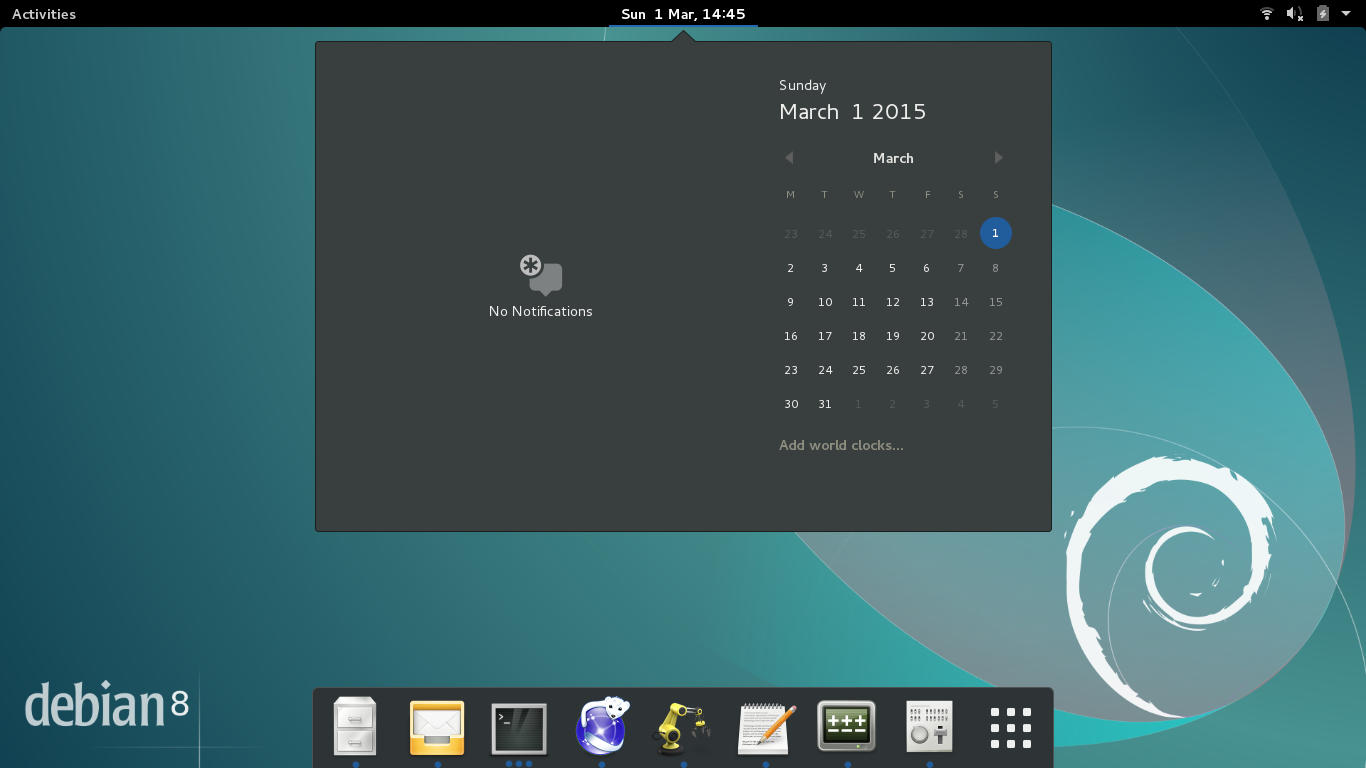 Activities
Sun 1 Mar, 14:45
Sunday
March 1 2015
March
M T W T F S S
23 24 25 26 27 28 1
2 3 4 5 6 7 8
9 10 11 12 13 14 15
16 17 18 19 20 21 22
23 24 25 26 27 28 29
30 31 1 2 3 4 5
Add world clocks...
No Notifications
debian 8
>_
+++